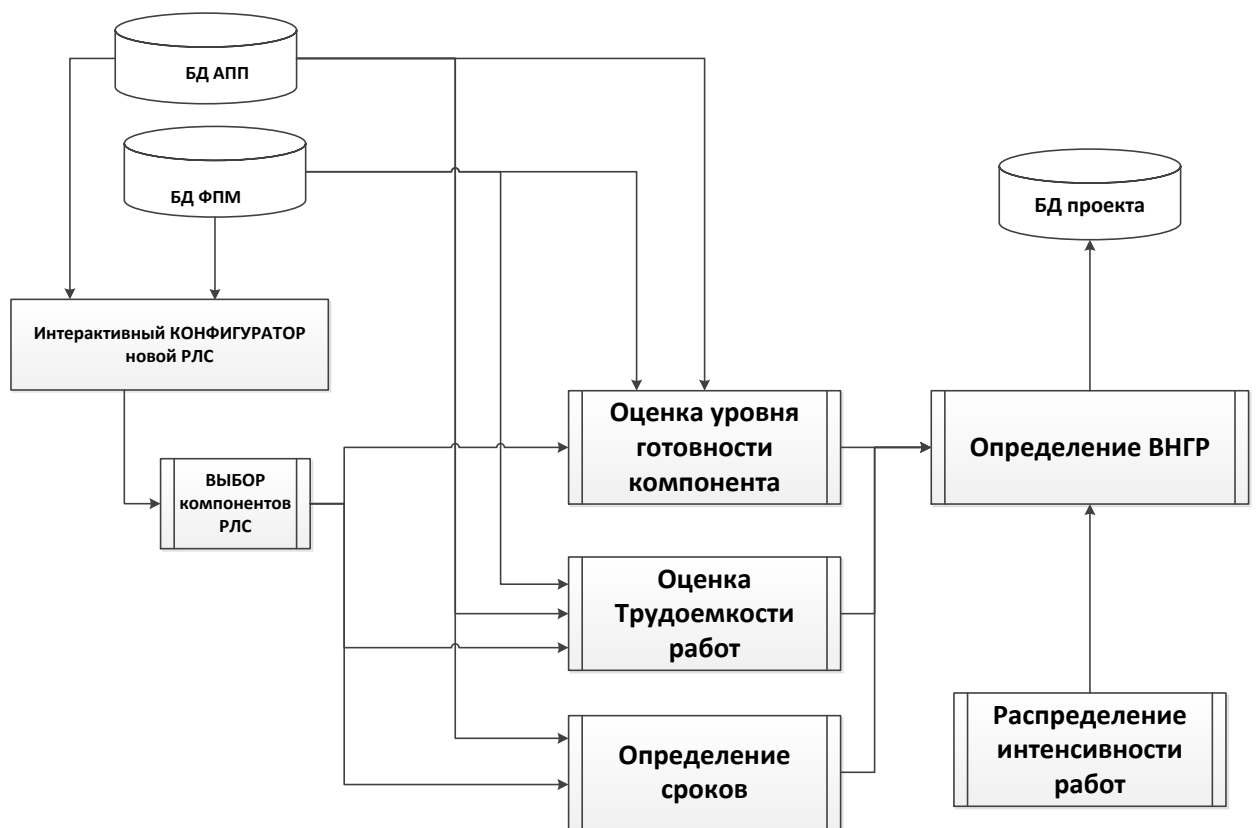 БД АПП
БД ФПМ
БД проекта
Интерактивный КОНФИГУРАТОР
новой РЛС
ВЫБОР
компонентов
РЛС
Оценка уровня
готовности
компонента
Определение ВНГР
Оценка
Трудоемкости
работ
Определение
сроков
Распределение
интенсивности
работ